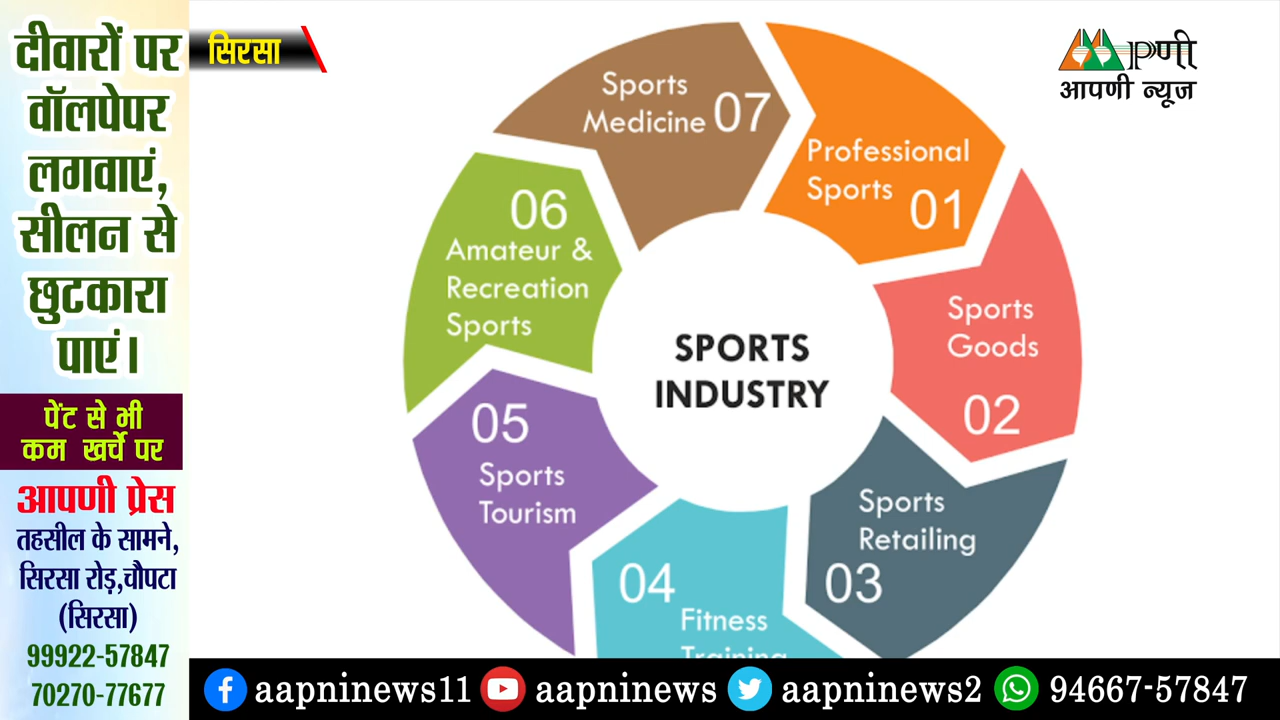 दीवारों पर
वॉलपेपर
लगवाएं,
सीलन से
छुटकारा
पाएं।
पेंट से भी
कम खर्चे पर
आपणी प्रेस
तहसील के सामने,
सिरसा रोड़,चौपटा
(सिरसा)
99922-57847
70270-77677
सिरसा
पणी
आपणी न्यूज
Sports
Medicine 07
Professional
Sports 01
Sports
Goods
02
Sports
Retailing
03
04
Fitness
Training
05
Sports
Tourism
06
Amateur &
Recreation
Sports
SPORTS
INDUSTRY
aapninews11
aapninews
aapninews2
94667-57847